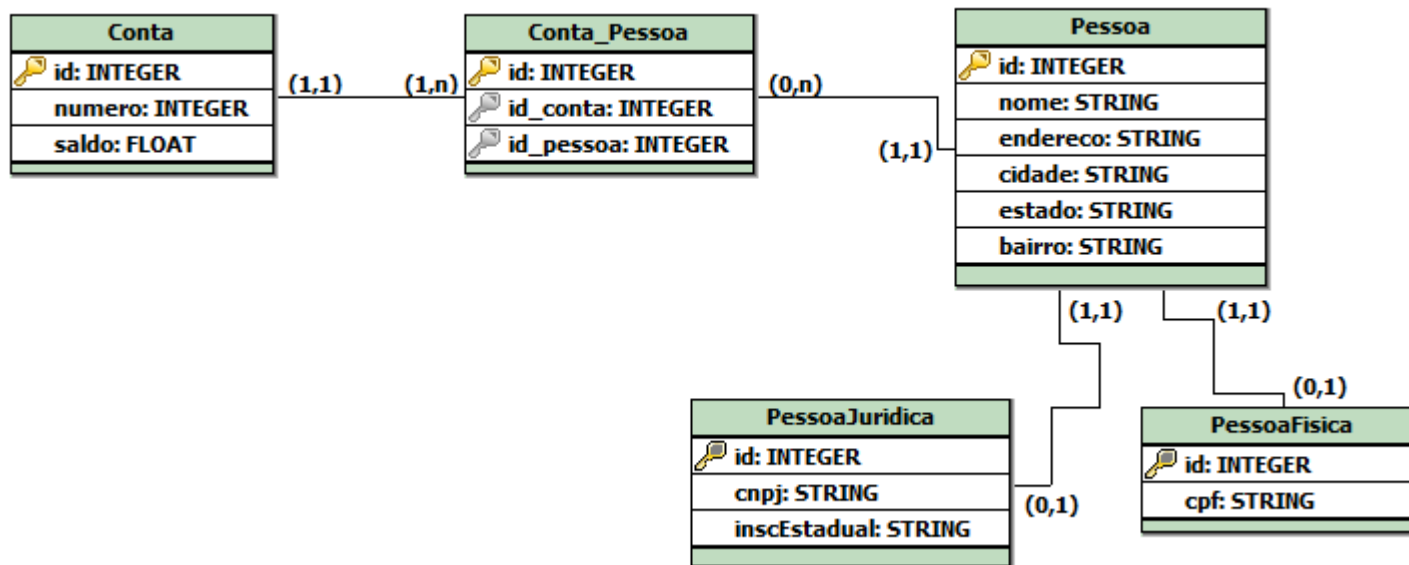 Conta
id: INTEGER
numero: INTEGER
saldo: FLOAT
(1,1)
(1,n)
Conta_Pessoa
id: INTEGER
id_conta: INTEGER
id_pessoa: INTEGER
(0,n)
(1,1)
Pessoa
id: INTEGER
nome: STRING
endereco: STRING
cidade: STRING
estado: STRING
bairro: STRING
(1,1)
(1,1)
(0,1)
(0,1)
PessoaJuridica
id: INTEGER
cnpj: STRING
inscEstadual: STRING
PessoaFisica
id: INTEGER
cpf: STRING